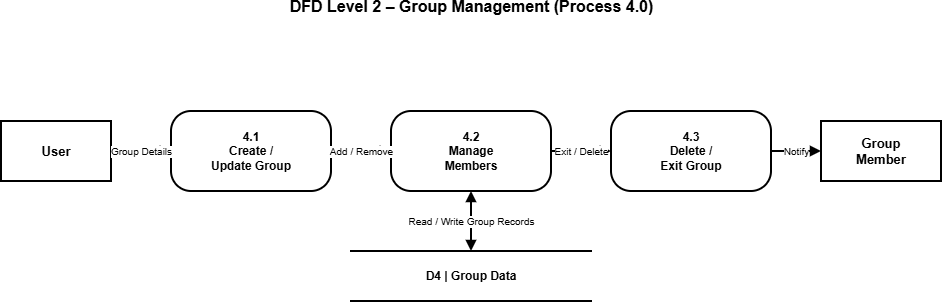 DFD Level 2 – Group Management (Process 4.0)
User
Group Details
4.1
Create /
Update Group
Add / Remove
4.2
Manage
Members
Exit / Delete
4.3
Delete /
Exit Group
Notify
Group
Member
Read / Write Group Records
D4 | Group Data